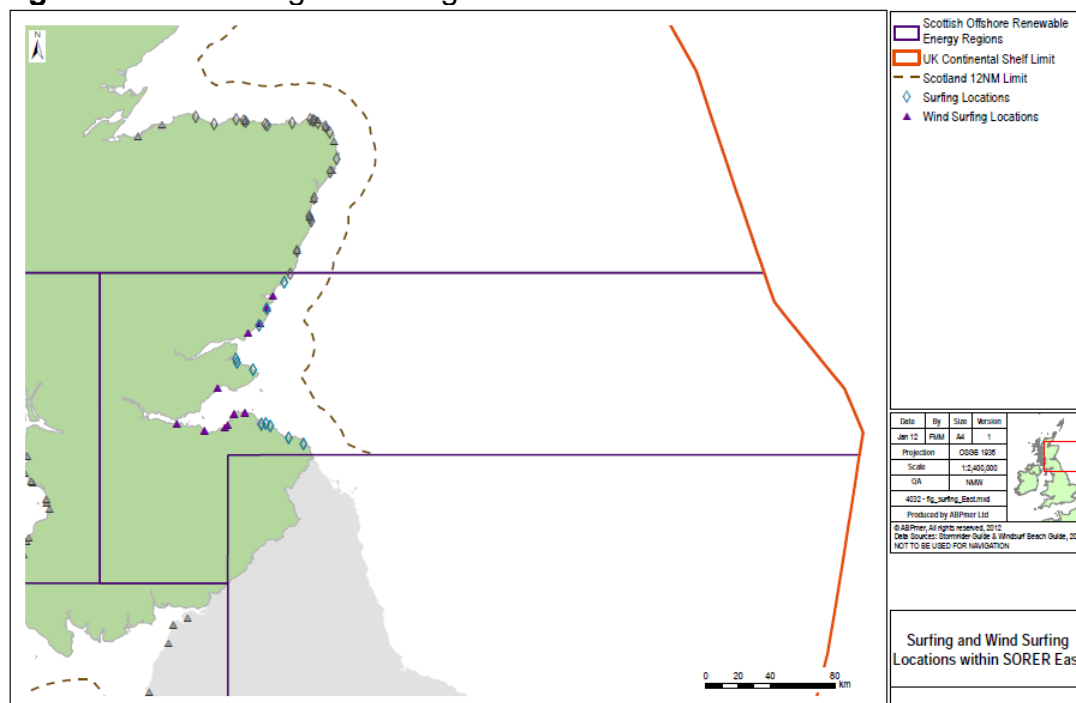 N
Scottish Offshore Renewable
Energy Regions
UK Continental Shelf Limit
Scotland 12NM Limit
Surfing Locations
Wind Surfing Locations
Date By Size Version
Jan 12 FMM A4 1
Projection OSGB 1936
Scale 1:2,400,000
QA NMW
4032 - fig_surfing_East.mxd
Produced by ABPmer Ltd
© ABPmer, All rights reserved, 2012
Data Sources: Stormrider Guide & Windsurf Beach Guide, 20
NOT TO BE USED FOR NAVIGATION
Surfing and Wind Surfing
Locations within SORER Eas
0 10 20 40 60 80
km